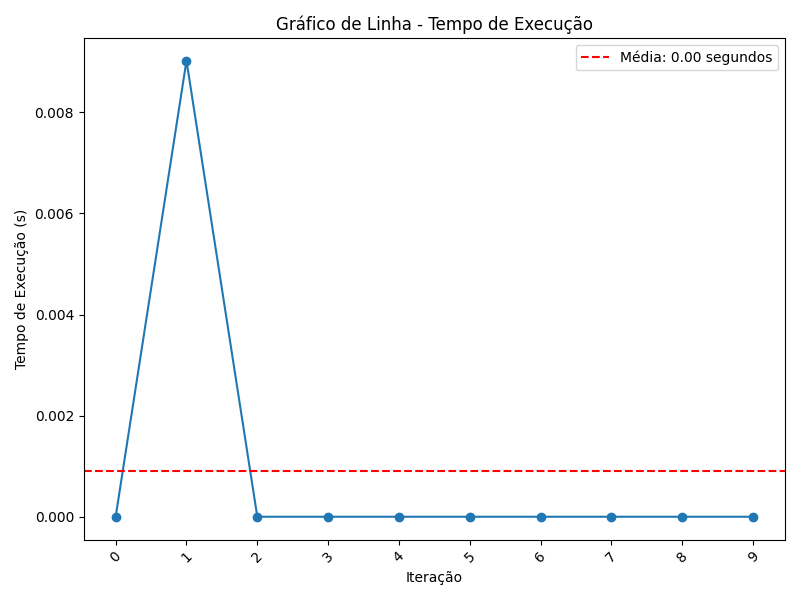 Gráfico de Linha - Tempo de Execução
Média: 0.00 segundos
Tempo de Execução (s)
0.008
0.006
0.004
0.002
0.000
0 1 2 3 4 5 6 7 8 9
Iteração